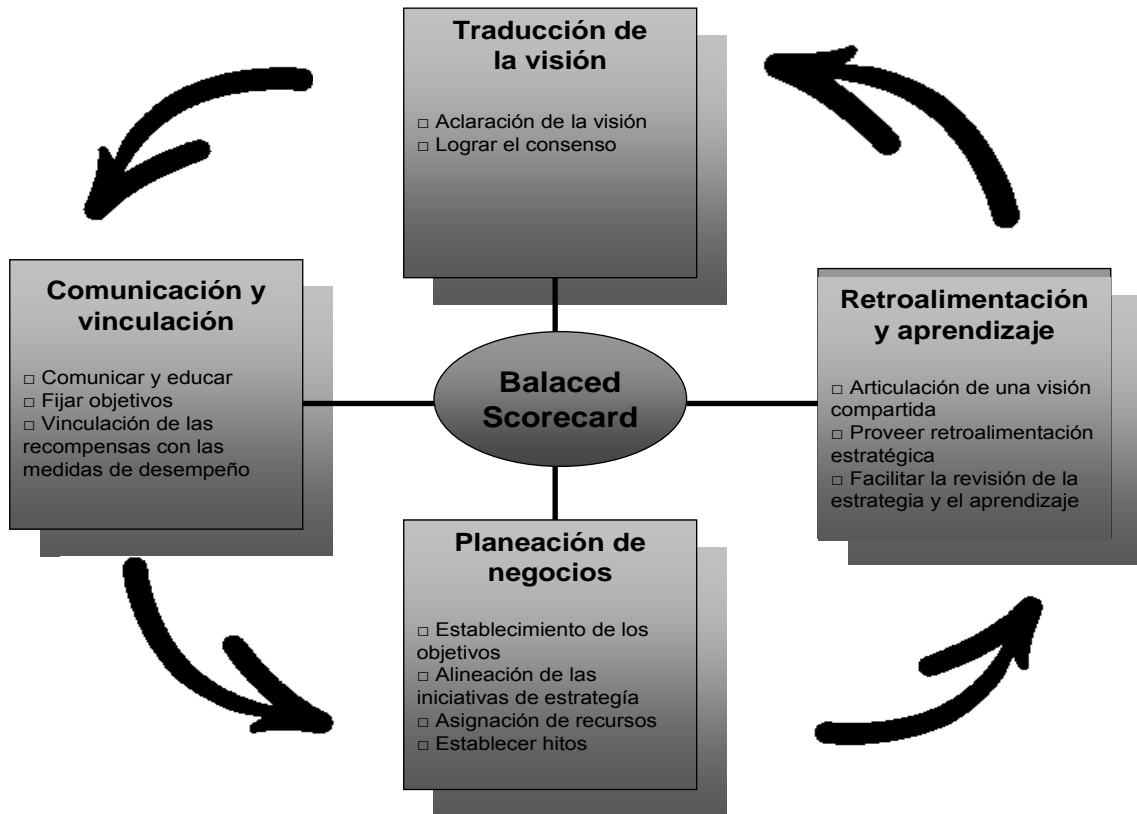 Traducción de
la visión
□ Aclaración de la visión
□ Lograr el consenso
Comunicación y
vinculación
□ Comunicar y educar
□ Fijar objetivos
□ Vinculación de las
recompensas con las
medidas de desempeño
Balaced
Scorecard
Retroalimentación
y aprendizaje
□ Articulación de una visión
compartida
□ Proveer retroalimentación
estratégica
□ Facilitar la revisión de la
estrategia y el aprendizaje
Planeación de
negocios
□ Establecimiento de los
objetivos
□ Alineación de las
iniciativas de estrategía
□ Asignación de recursos
□ Establecer hitos